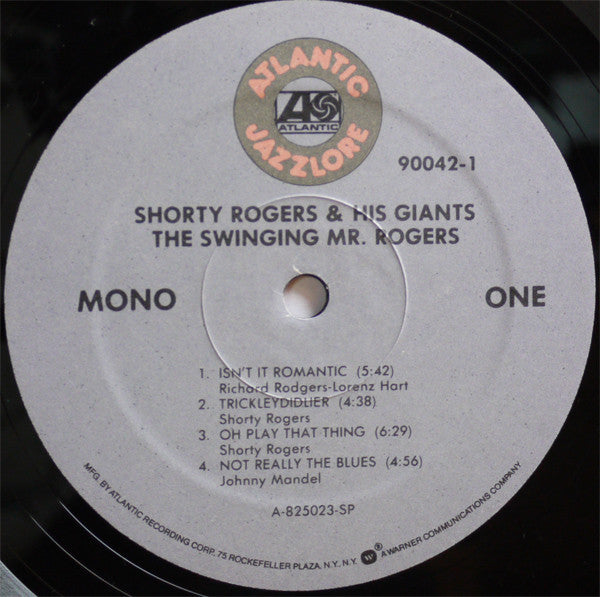 ATLANTIC
ATLANTIC
JAZZLORE
90042-1
SHORTY ROGERS & HIS GIANTS
THE SWINGING MR. ROGERS
MONO
ONE
1. ISN'T IT ROMANTIC (5:42)
Richard Rodgers-Lorenz Hart
2. TRICKLEYDIDLIER (4:38)
Shorty Rogers
3. OH PLAY THAT THING (6:29)
Shorty Rogers
4. NOT REALLY THE BLUES (4:56)
Johnny Mandel
A-825023-SP
MFG. BY ATLANTIC RECORDING CORP. 75 ROCKEFELLER PLAZA, N.Y., N.Y. ® A WARNER COMMUNICATIONS COMPANY